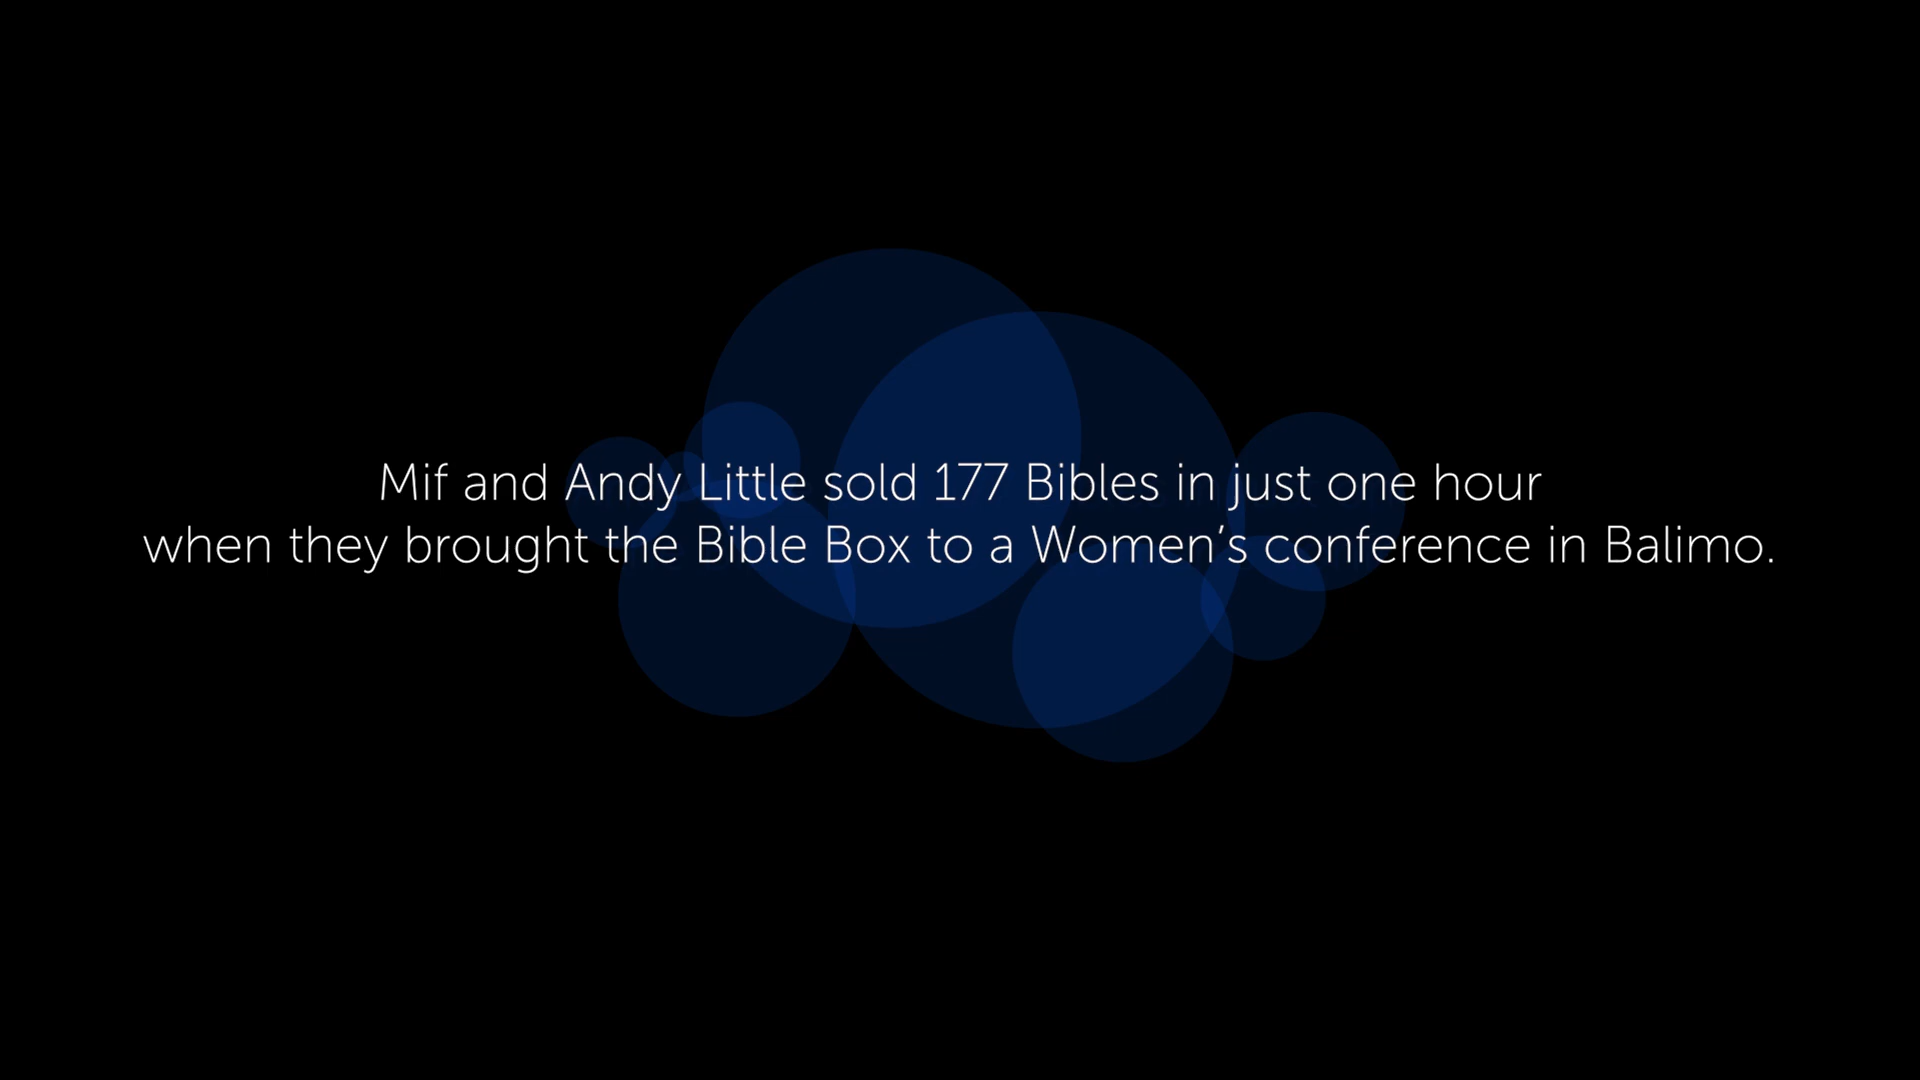 Mif and Andy Little sold 177 Bibles in just one hour
when they brought the Bible Box to a Women’s conference in Balimo.